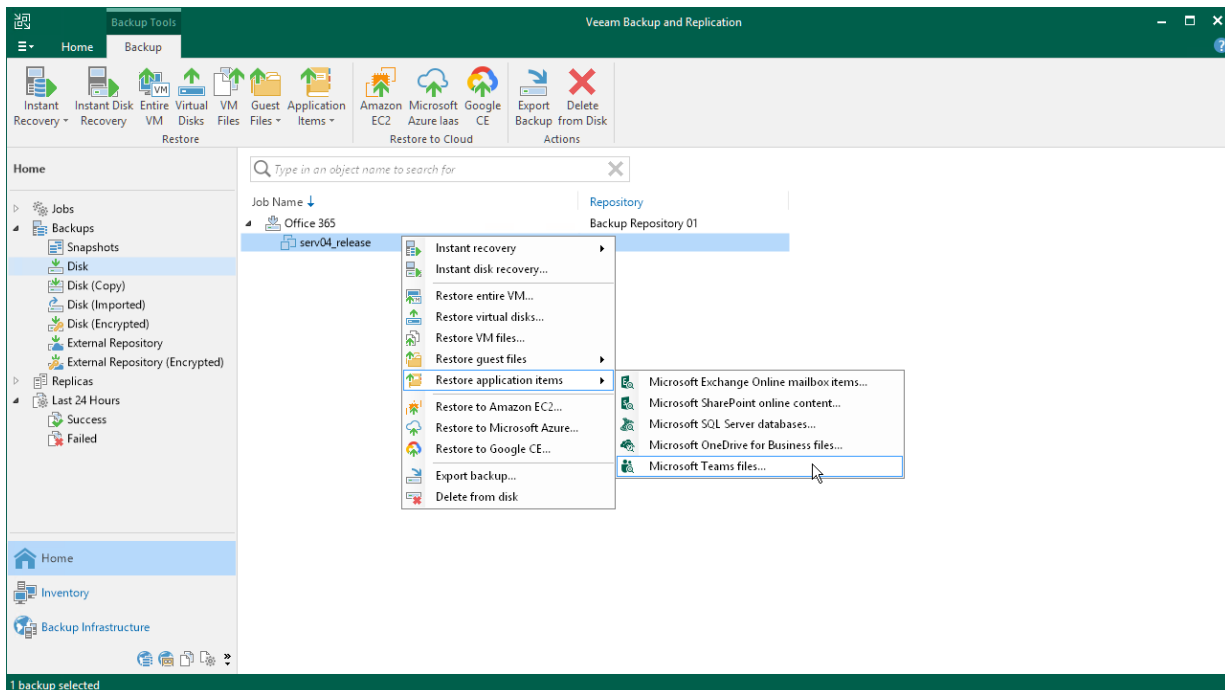 Backup Tools
Veeam Backup and Replication
Home
Backup
Instant Recovery
Instant Disk Recovery
Entire VM
Virtual Disks
VM Files
Guest Files
Application Items
Amazon EC2
Microsoft Azure Iaas
Google CE
Export Backup
Delete from Disk
Restore
Restore to Cloud
Actions
Home
Type in an object name to search for
Job Name
Repository
Jobs
Office 365
Backup Repository 01
Backups
Snapshots
serv04_release
Disk
Disk (Copy)
Disk (Imported)
Disk (Encrypted)
External Repository
External Repository (Encrypted)
Replicas
Last 24 Hours
Success
Failed
Instant recovery
Instant disk recovery...
Restore entire VM...
Restore virtual disks...
Restore VM files...
Restore guest files
Restore application items
Restore to Amazon EC2...
Restore to Microsoft Azure...
Restore to Google CE...
Export backup...
Delete from disk
Microsoft Exchange Online mailbox items...
Microsoft SharePoint online content...
Microsoft SQL Server databases...
Microsoft OneDrive for Business files...
Microsoft Teams files...
Home
Inventory
Backup Infrastructure
1 backup selected